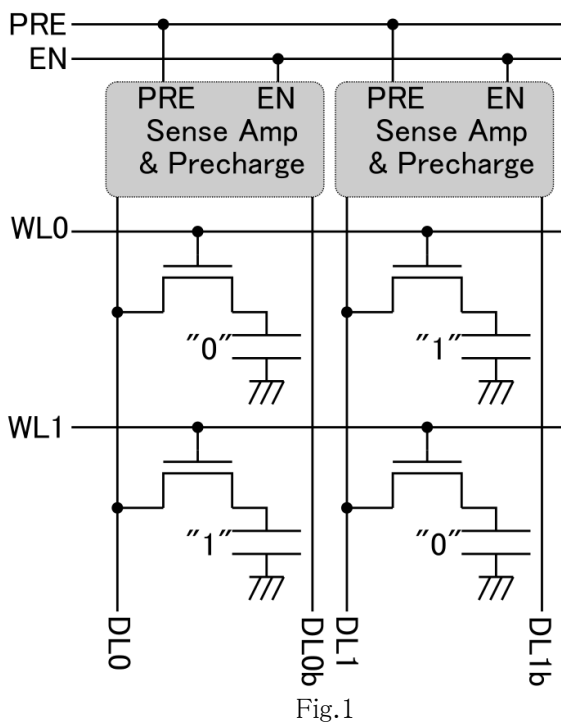 PRE
EN
PRE EN
Sense Amp
& Precharge
PRE EN
Sense Amp
& Precharge
WL0
"0"
"1"
WL1
"1"
"0"
DL0
DL0b
DL1
DL1b
Fig.1